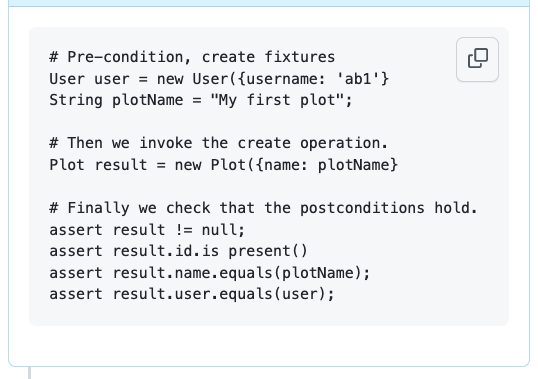 # Pre-condition, create fixtures
User user = new User({username: 'ab1'}
String plotName = "My first plot";
# Then we invoke the create operation.
Plot result = new Plot({name: plotName}
# Finally we check that the postconditions hold.
assert result != null;
assert result.id.is present()
assert result.name.equals(plotName);
assert result.user.equals(user);